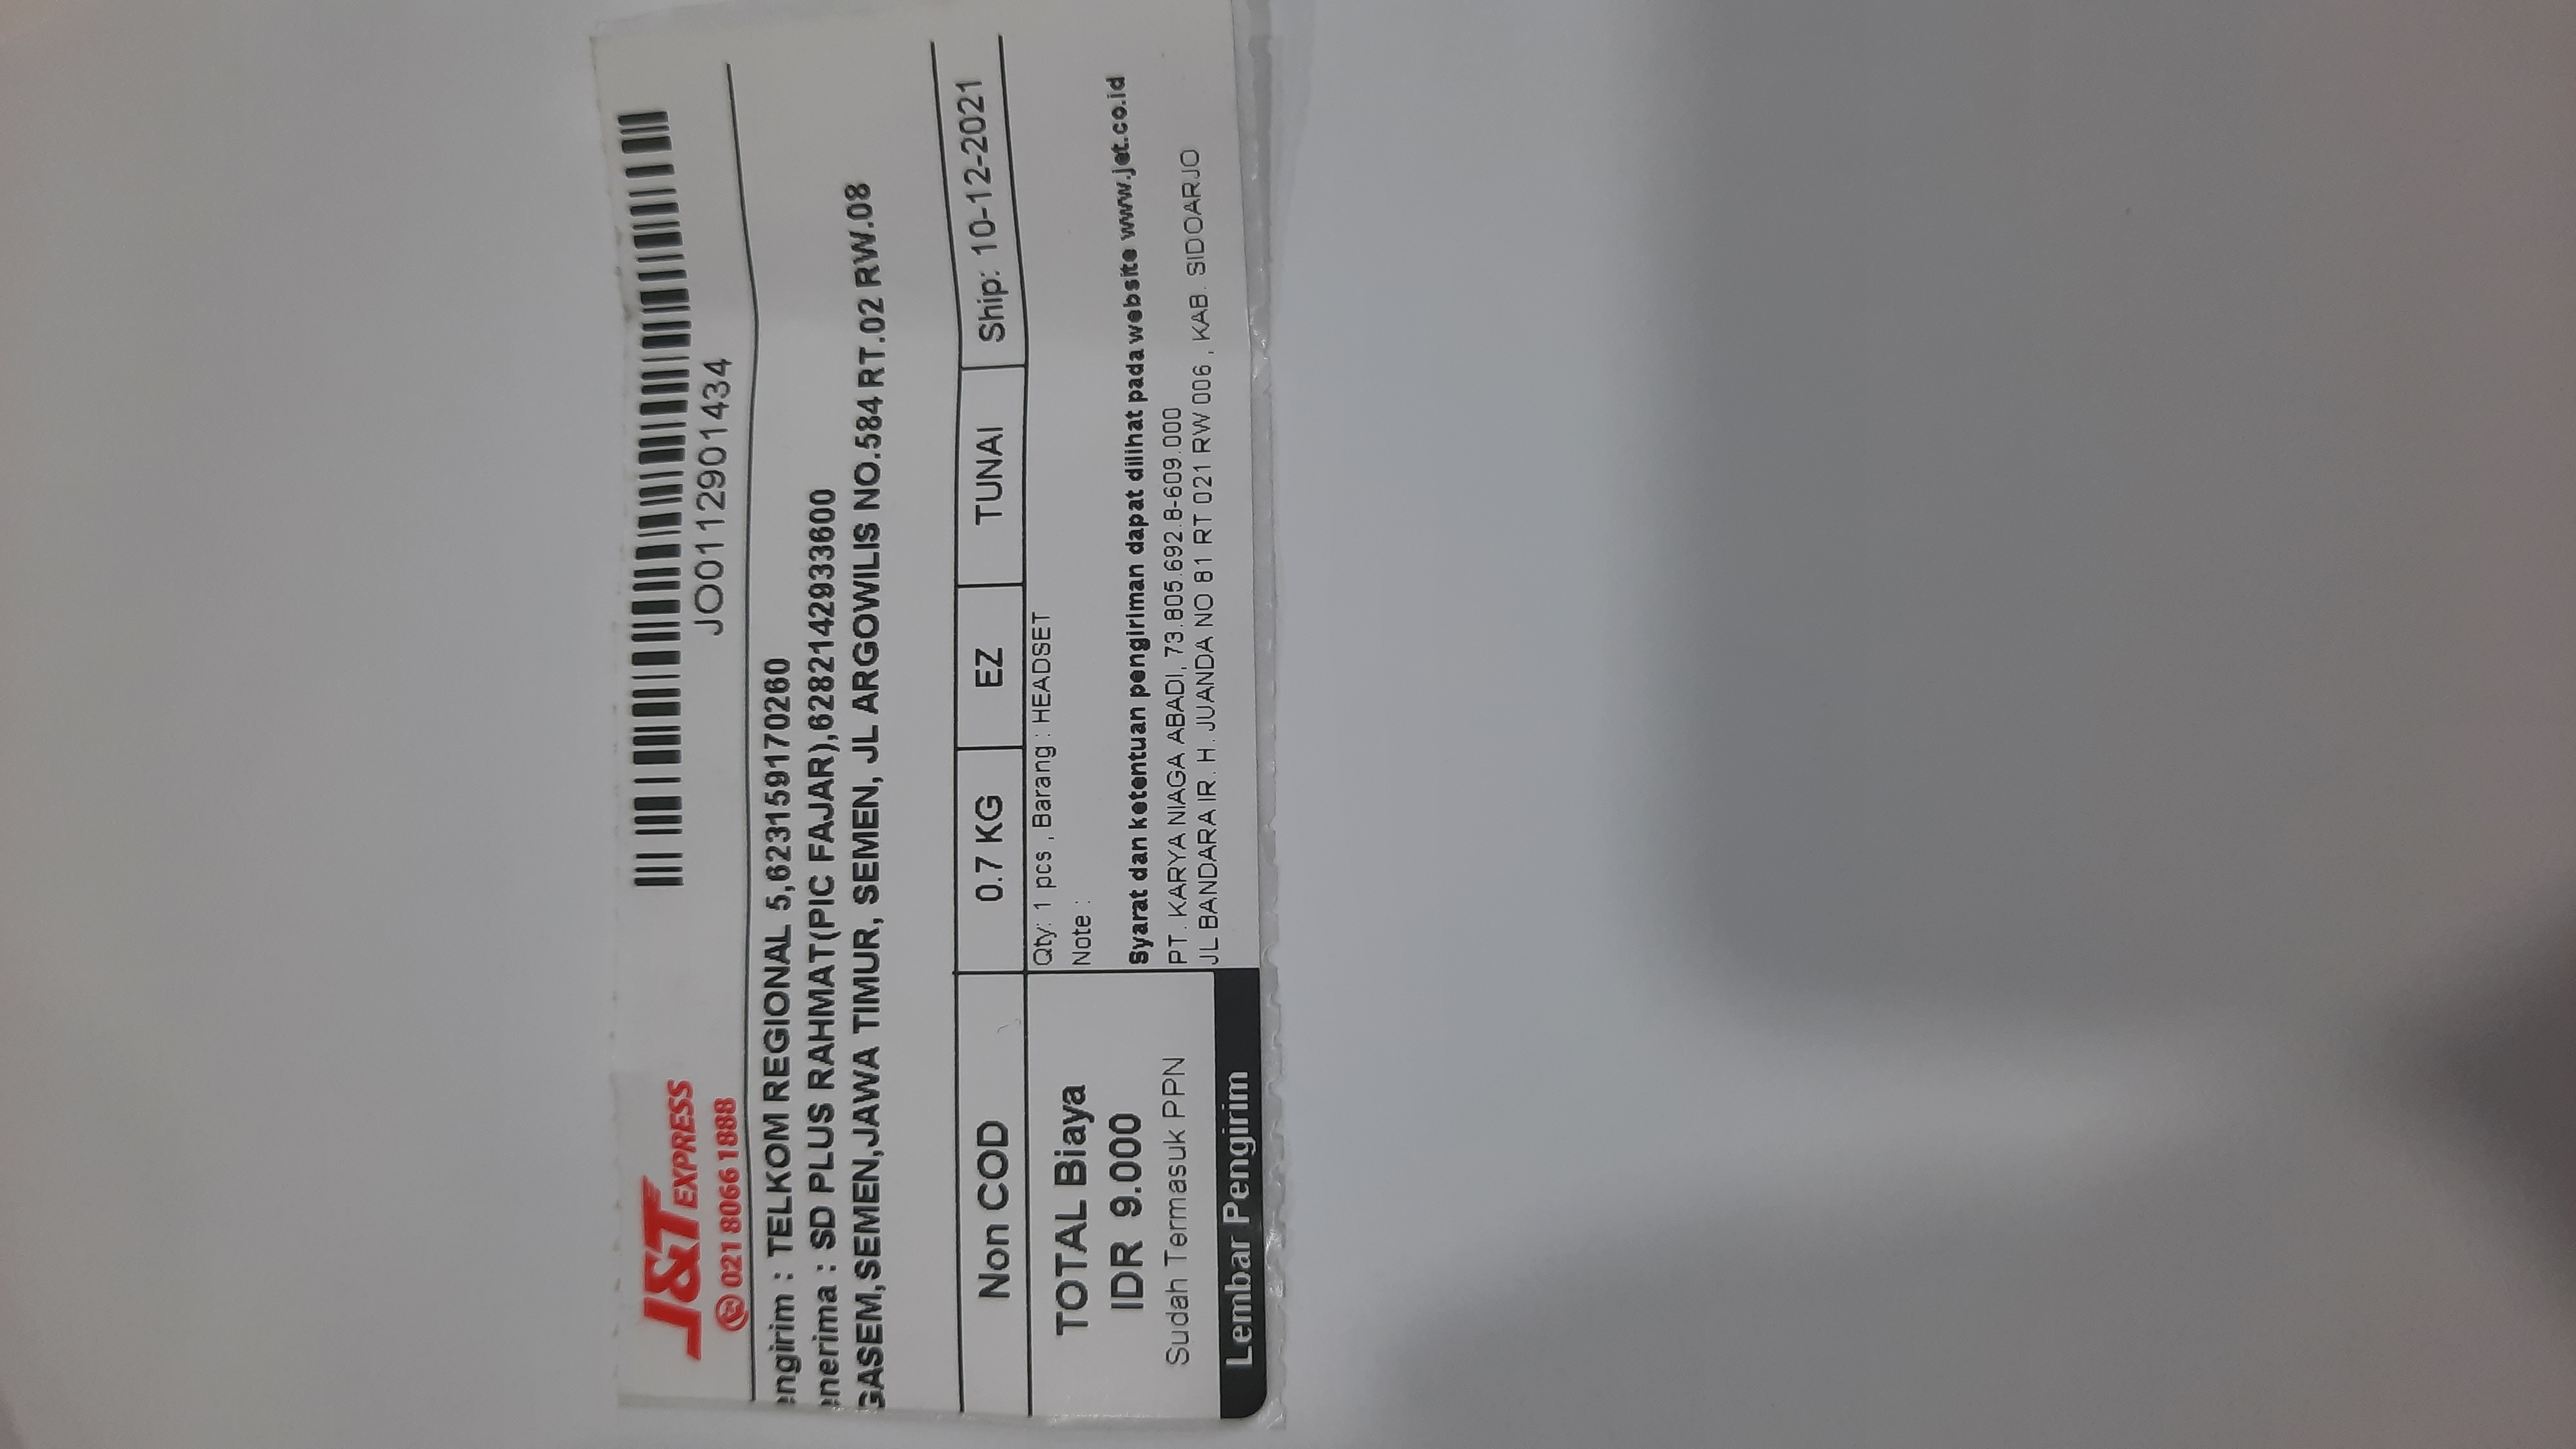 J&T EXPRESS
021 8066 1888
JO0112901434
engirim : TELKOM REGIONAL 5,623159170260
enerima : SD PLUS RAHMAT(PIC FAJAR),6282142933600
GASEM,SEMEN,JAWA TIMUR, SEMEN, JL ARGOWILIS NO.584 RT.02 RW.08
Non COD 0.7 KG EZ TUNAI Ship: 10-12-2021
TOTAL Biaya
IDR 9.000
Sudah Termasuk PPN
Lembar Pengirim
Qty: 1 pcs , Barang : HEADSET
Note :
Syarat dan ketentuan pengiriman dapat dilihat pada website www.jet.co.id
PT. KARYA NIAGA ABADI, 73.805.692.8-609.000
JL BANDARA IR. H. JUANDA NO 81 RT 021 RW 006 , KAB. SIDOARJO